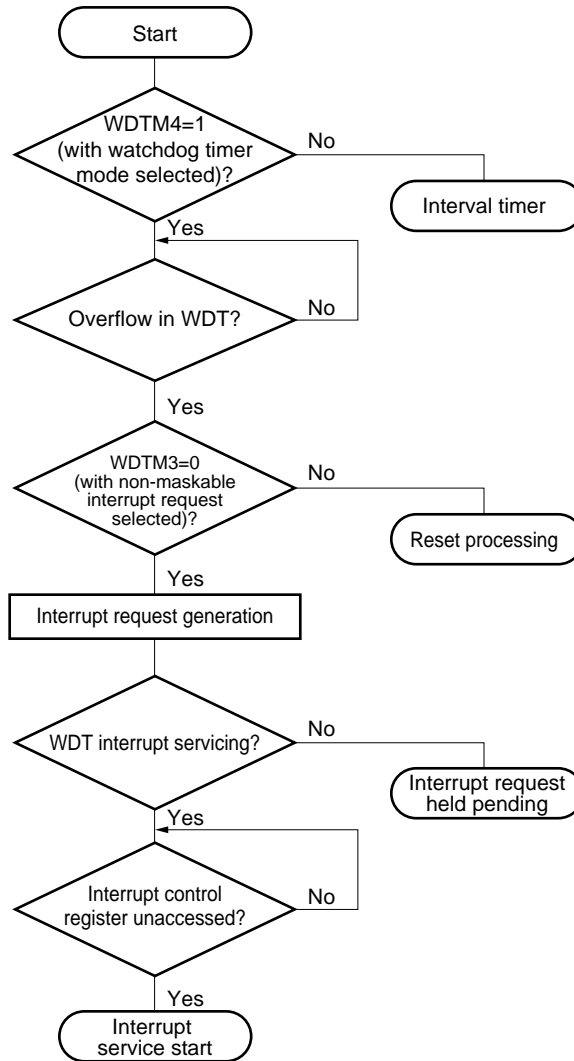 Start
WDTM4=1
(with watchdog timer
mode selected)?
No
Interval timer
Yes
Overflow in WDT?
No
Yes
WDTM3=0
(with non-maskable
interrupt request
selected)?
No
Reset processing
Yes
Interrupt request generation
WDT interrupt servicing?
No
Interrupt request
held pending
Yes
Interrupt control
register unaccessed?
No
Yes
Interrupt
service start